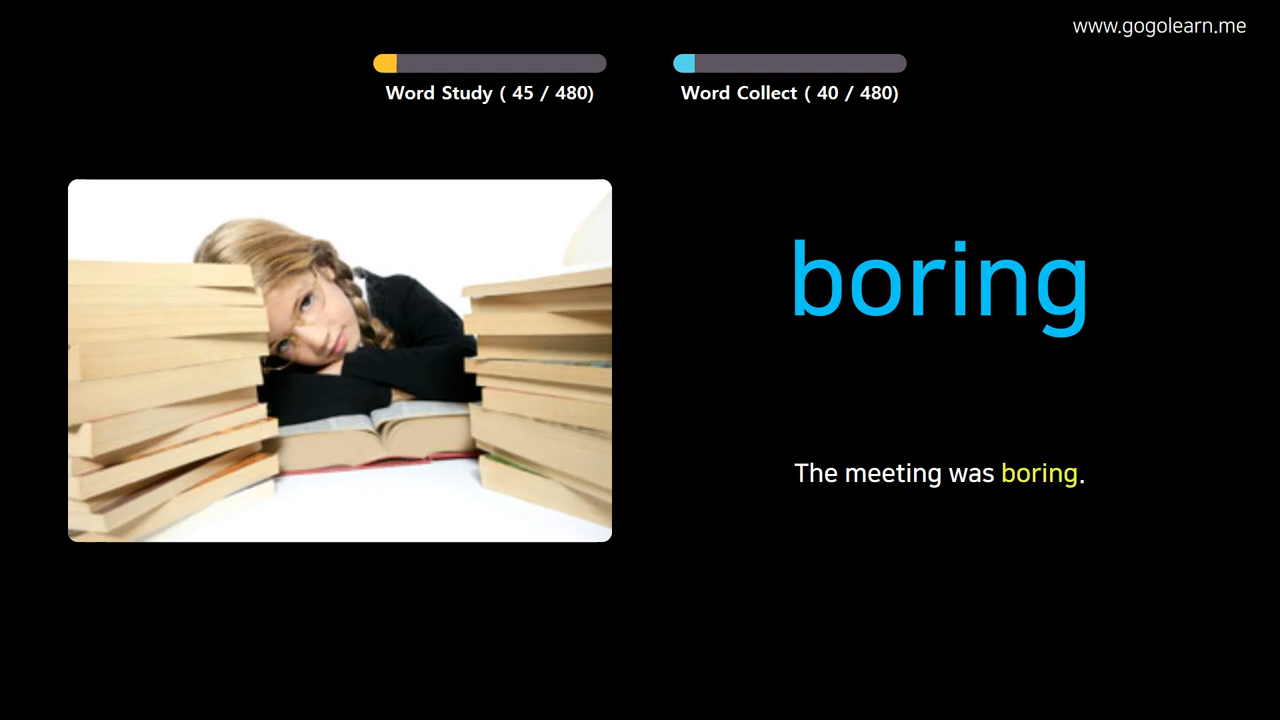 www.gogolearn.me
Word Study ( 45 / 480)
Word Collect ( 40 / 480)
boring
The meeting was boring.